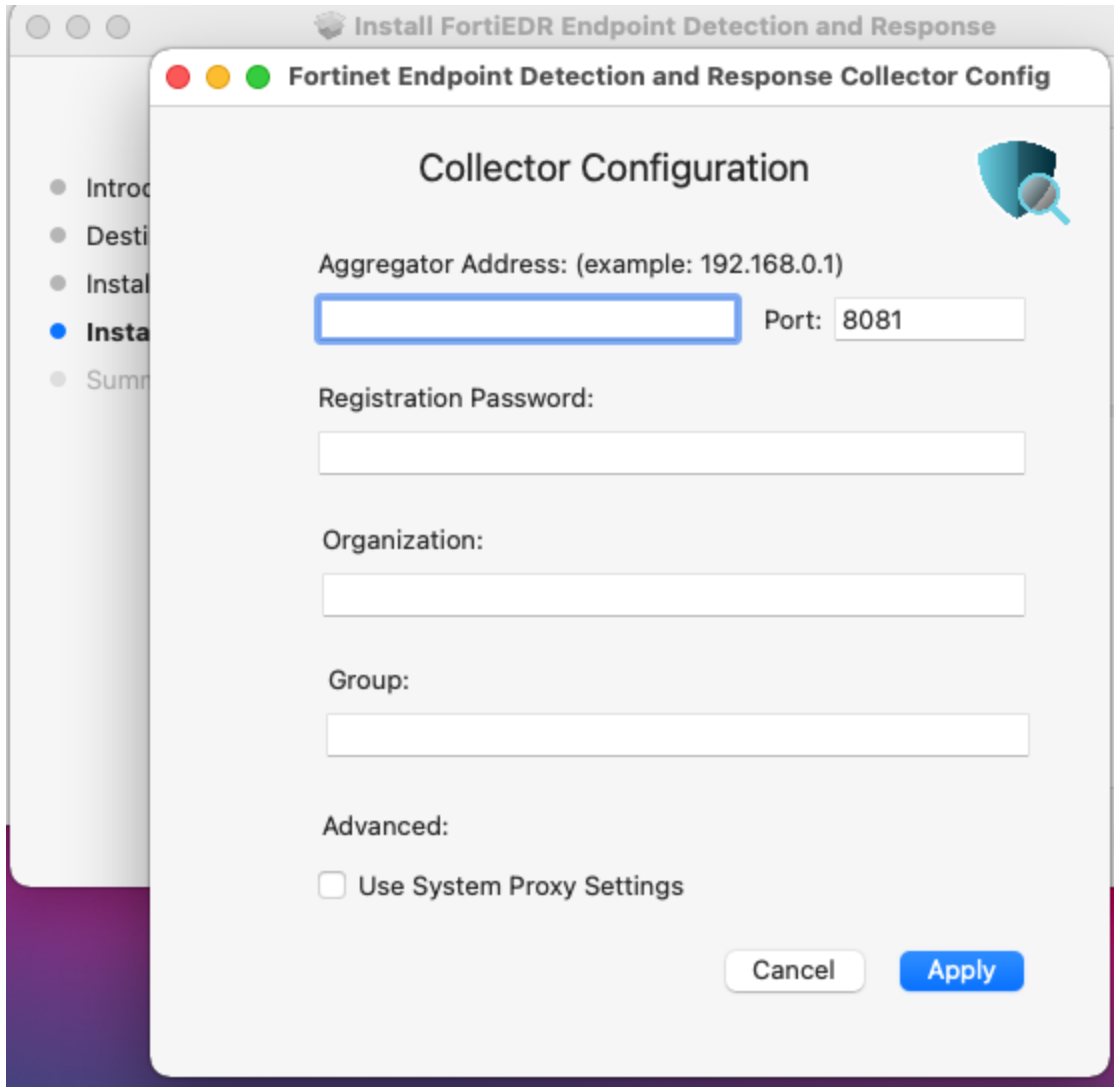 Install FortiEDR Endpoint Detection and Response
Fortinet Endpoint Detection and Response Collector Config
Collector Configuration
Introd
Desti
Instal
Insta
Summ
Aggregator Address: (example: 192.168.0.1)
Port: 8081
Registration Password:
Organization:
Group:
Advanced:
Use System Proxy Settings
Cancel Apply